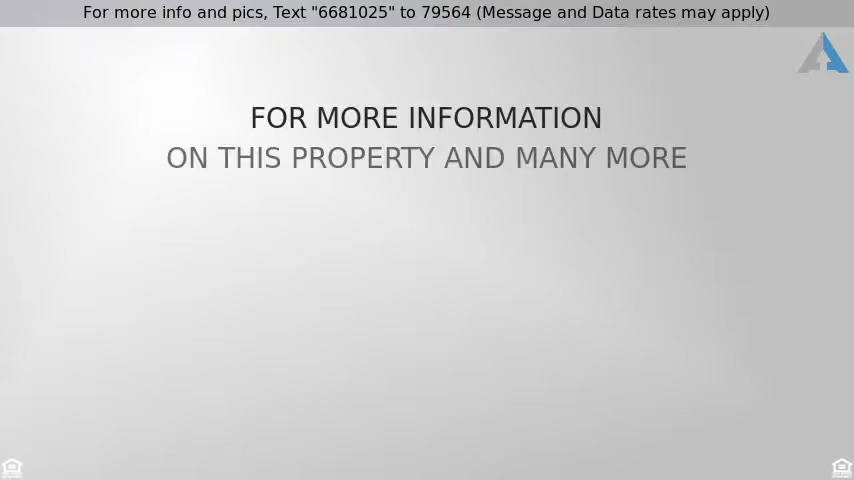 For more info and pics, Text "6681025" to 79564 (Message and Data rates may apply)
FOR MORE INFORMATION
ON THIS PROPERTY AND MANY MORE